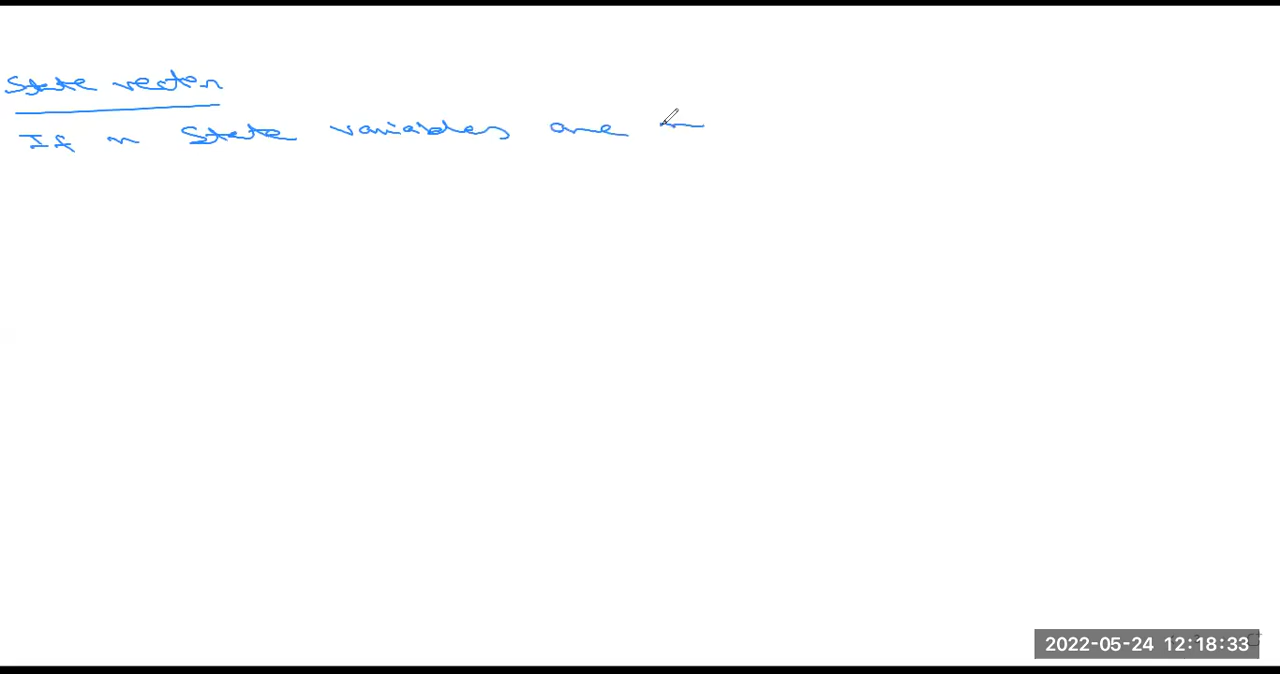 State vector
If n State variables are
2022-05-24 12:18:33